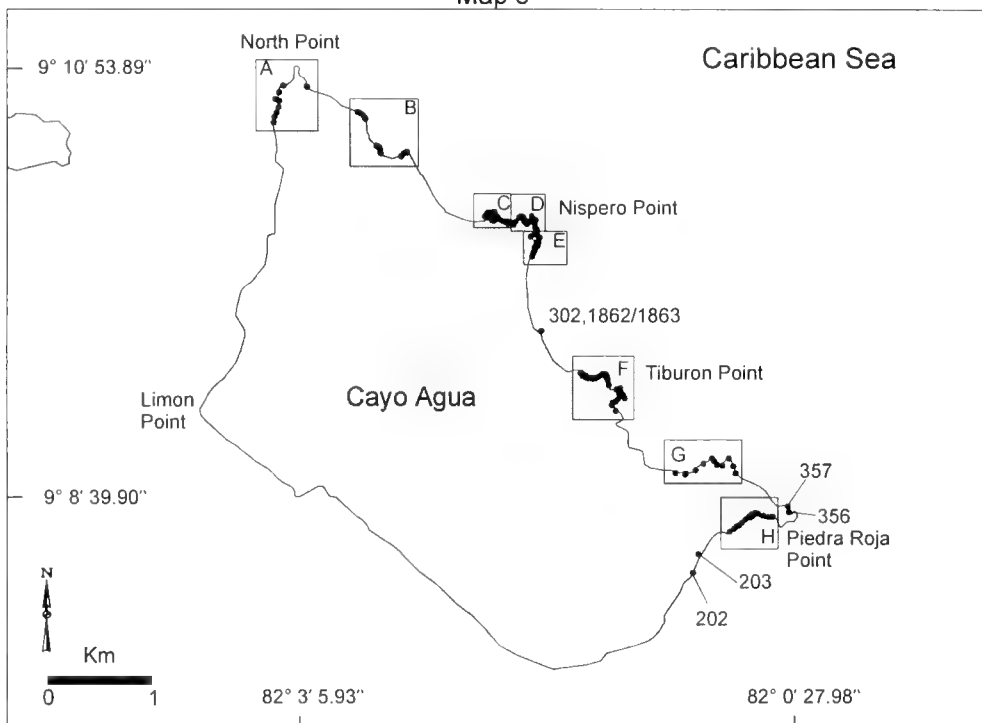 North Point
Caribbean Sea
9° 10' 53.89"
A
B
C
D
Nispero Point
E
302,1862/1863
F
Tiburon Point
Cayo Agua
Limon
Point
G
357
9° 8' 39.90"
356
H
Piedra Roja
Point
203
202
N
Km
0 1
82° 3' 5.93"
82° 0' 27.98"